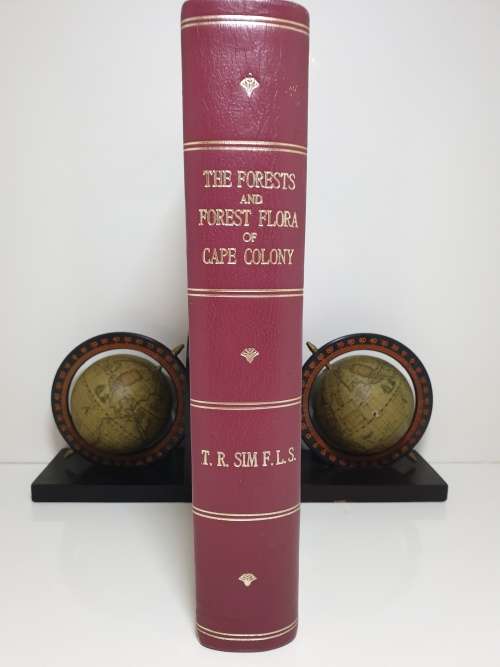 THE FORESTS
AND
FOREST FLORA
OF
CAPE COLONY
T. R. SIM F.L.S.